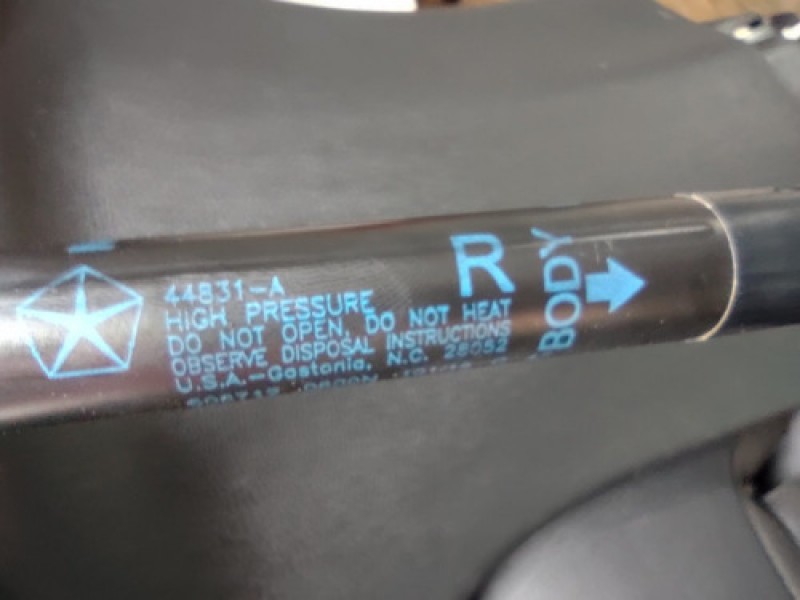 44831-A
HIGH PRESSURE
DO NOT OPEN, DO NOT HEAT
OBSERVE DISPOSAL INSTRUCTIONS
U.S.A.-Gastonia, N.C. 28052
R
BODY